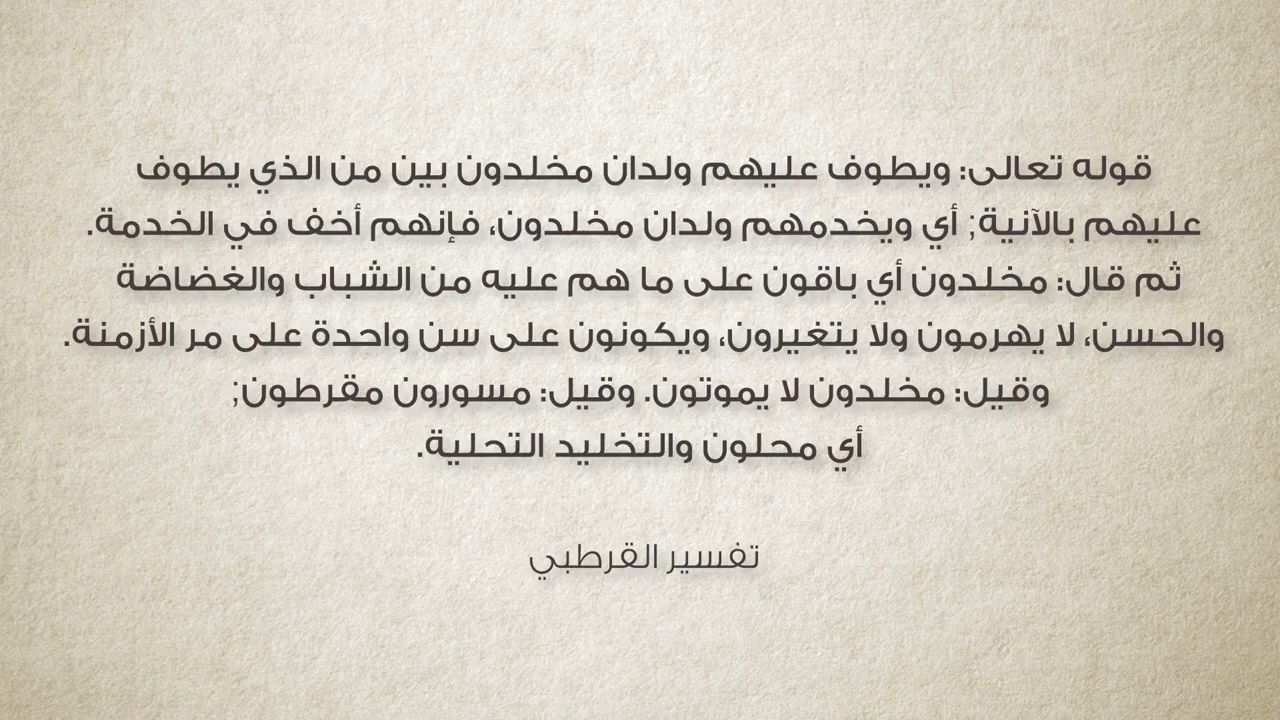 قوله تعالى: ويطوف عليهم ولدان مخلدون بين من الذي يطوف
عليهم بالآنية; أي ويخدمهم ولدان مخلدون، فإنهم أخف في الخدمة.
ثم قال: مخلدون أي باقون على ما هم عليه من الشباب والغضاضة
والحسن، لا يهرمون ولا يتغيرون، ويكونون على سن واحدة على مر الأزمنة.
وقيل: مخلدون لا يموتون. وقيل: مسورون مقرطون;
أي محلون والتخليد التحلية.
تفسير القرطبي